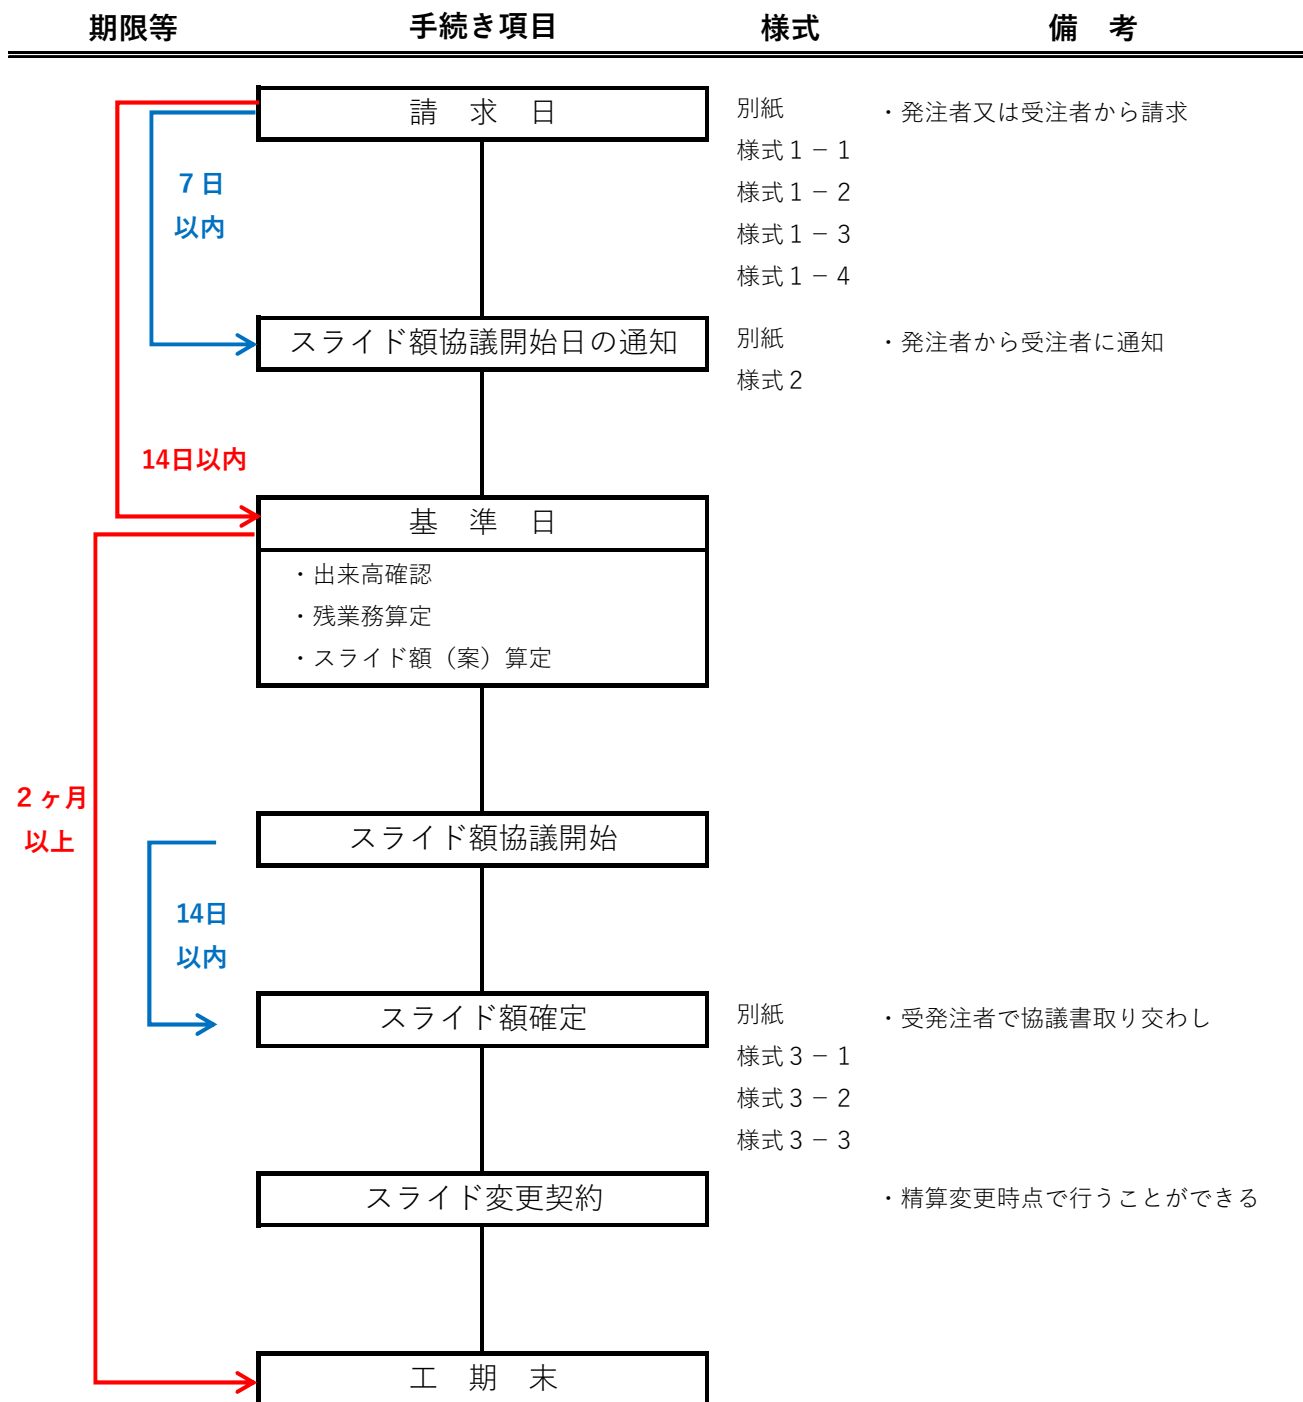 期限等 手続き項目 様式 備　考
請　求　日
別紙
・発注者又は受注者から請求
様式１－１
７日
以内
様式１－２
様式１－３
様式１－４
スライド額協議開始日の通知
別紙
・発注者から受注者に通知
様式２
14日以内
基　準　日
・出来高確認
・残業務算定
・スライド額（案）算定
２ヶ月
以上
スライド額協議開始
14日
以内
スライド額確定
別紙
・受発注者で協議書取り交わし
様式３－１
様式３－２
様式３－３
スライド変更契約
・精算変更時点で行うことができる
工　期　末